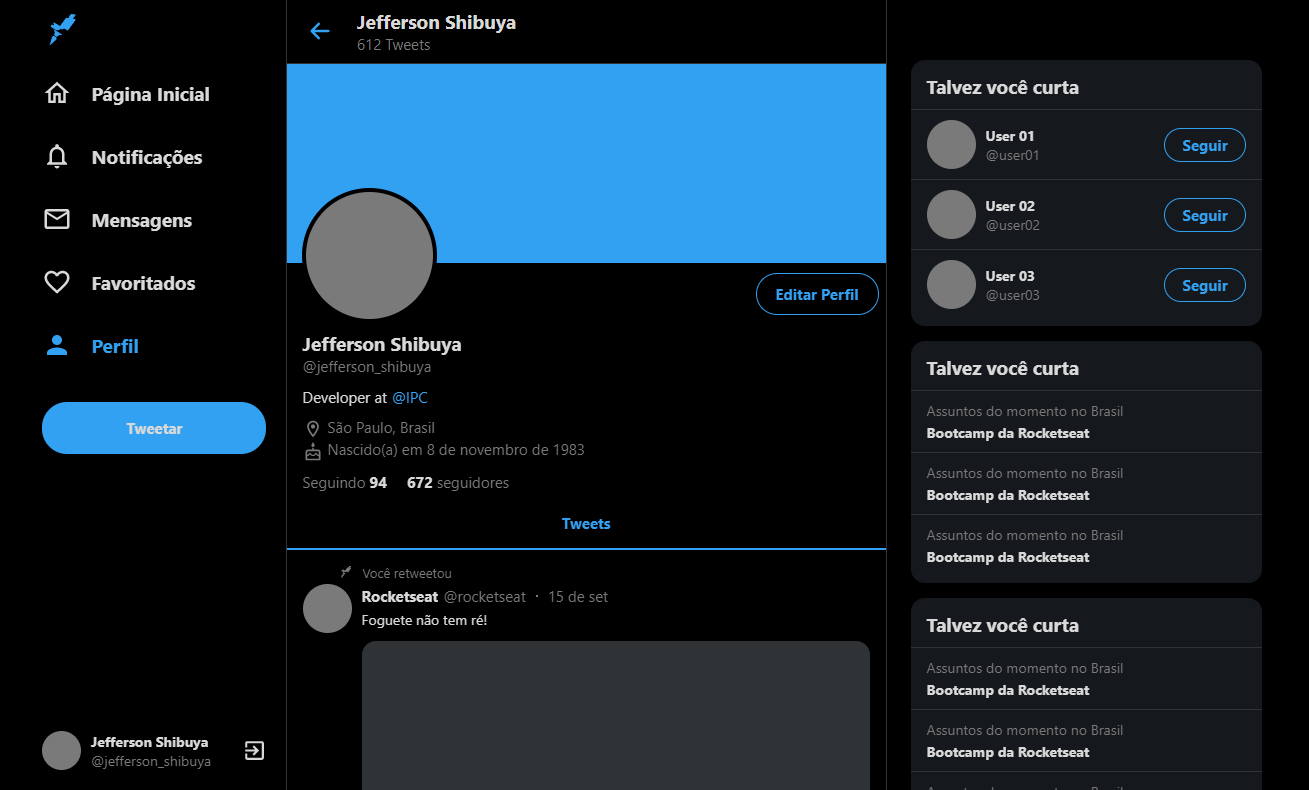 Página Inicial
Notificações
Mensagens
Favoritados
Perfil
Tweetar
Jefferson Shibuya
@jefferson_shibuya
Jefferson Shibuya
612 Tweets
Editar Perfil
Jefferson Shibuya
@jefferson_shibuya
Developer at @IPC
São Paulo, Brasil
Nascido(a) em 8 de novembro de 1983
Seguindo 94 672 seguidores
Tweets
Você retweetou
Rocketseat @rocketseat · 15 de set
Foguete não tem ré!
Talvez você curta
User 01
@user01
Seguir
User 02
@user02
Seguir
User 03
@user03
Seguir
Talvez você curta
Assuntos do momento no Brasil
Bootcamp da Rocketseat
Assuntos do momento no Brasil
Bootcamp da Rocketseat
Assuntos do momento no Brasil
Bootcamp da Rocketseat
Talvez você curta
Assuntos do momento no Brasil
Bootcamp da Rocketseat
Assuntos do momento no Brasil
Bootcamp da Rocketseat